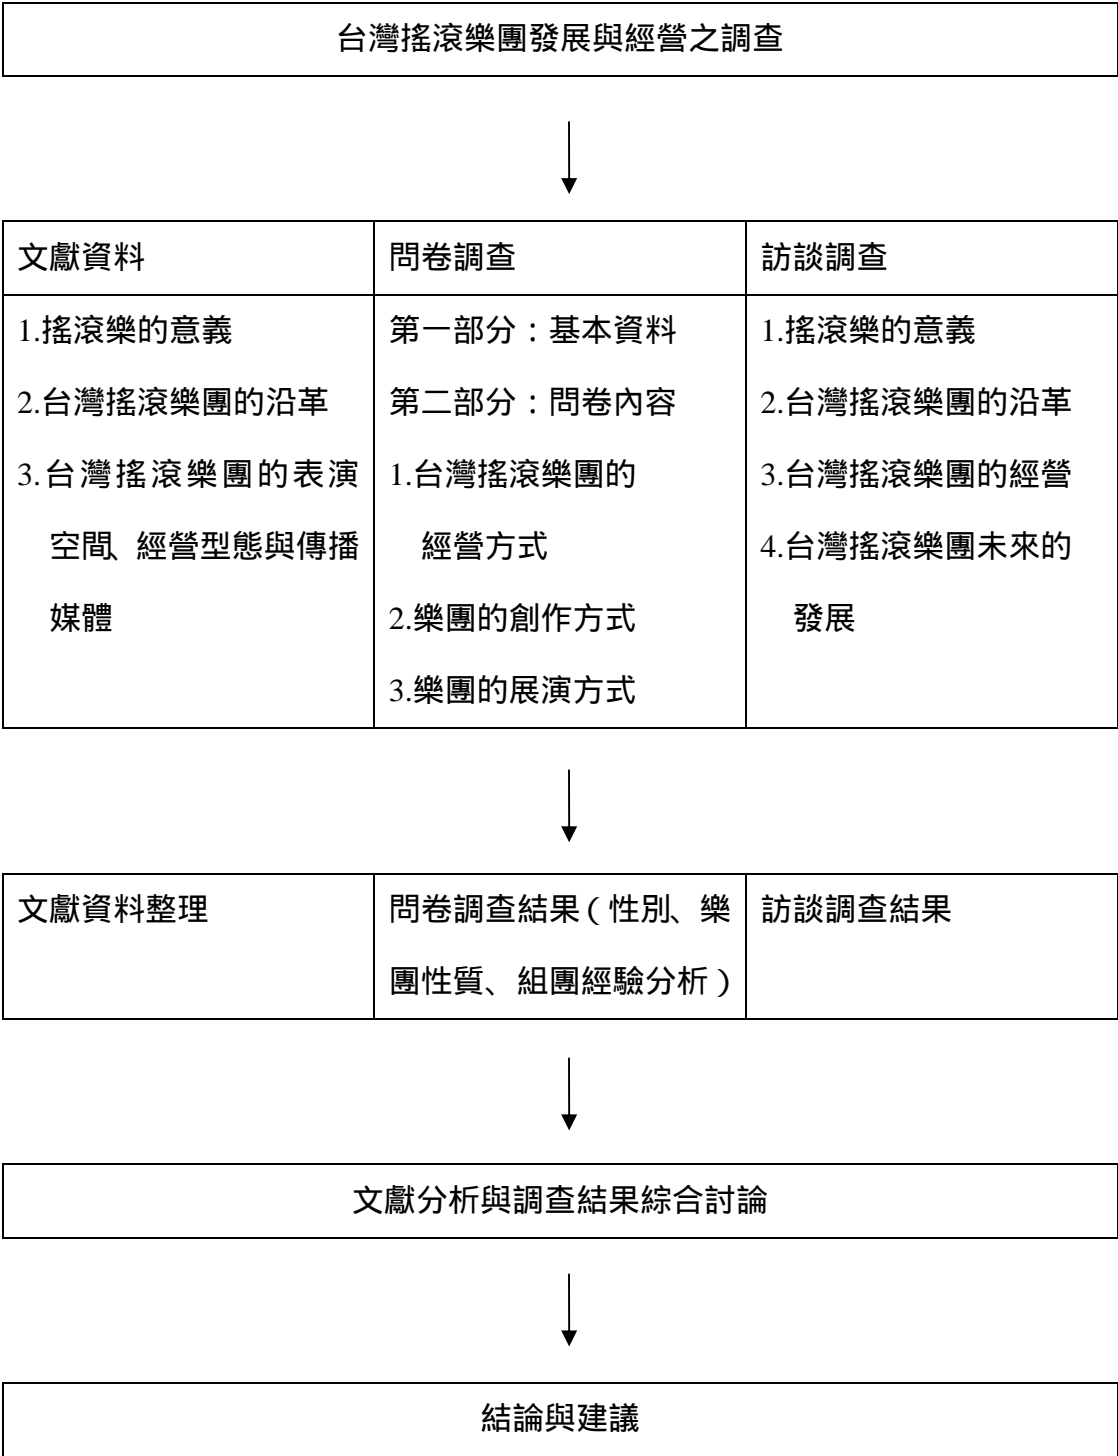 台灣搖滾樂團發展與經營之調查
文獻資料
1.搖滾樂的意義
2.台灣搖滾樂團的沿革
3.台灣搖滾樂團的表演
空間、經營型態與傳播
媒體
問卷調查
第一部分：基本資料
第二部分：問卷內容
1.台灣搖滾樂團的
經營方式
2.樂團的創作方式
3.樂團的展演方式
訪談調查
1.搖滾樂的意義
2.台灣搖滾樂團的沿革
3.台灣搖滾樂團的經營
4.台灣搖滾樂團未來的
發展
文獻資料整理
問卷調查結果（性別、樂
團性質、組團經驗分析）
訪談調查結果
文獻分析與調查結果綜合討論
結論與建議